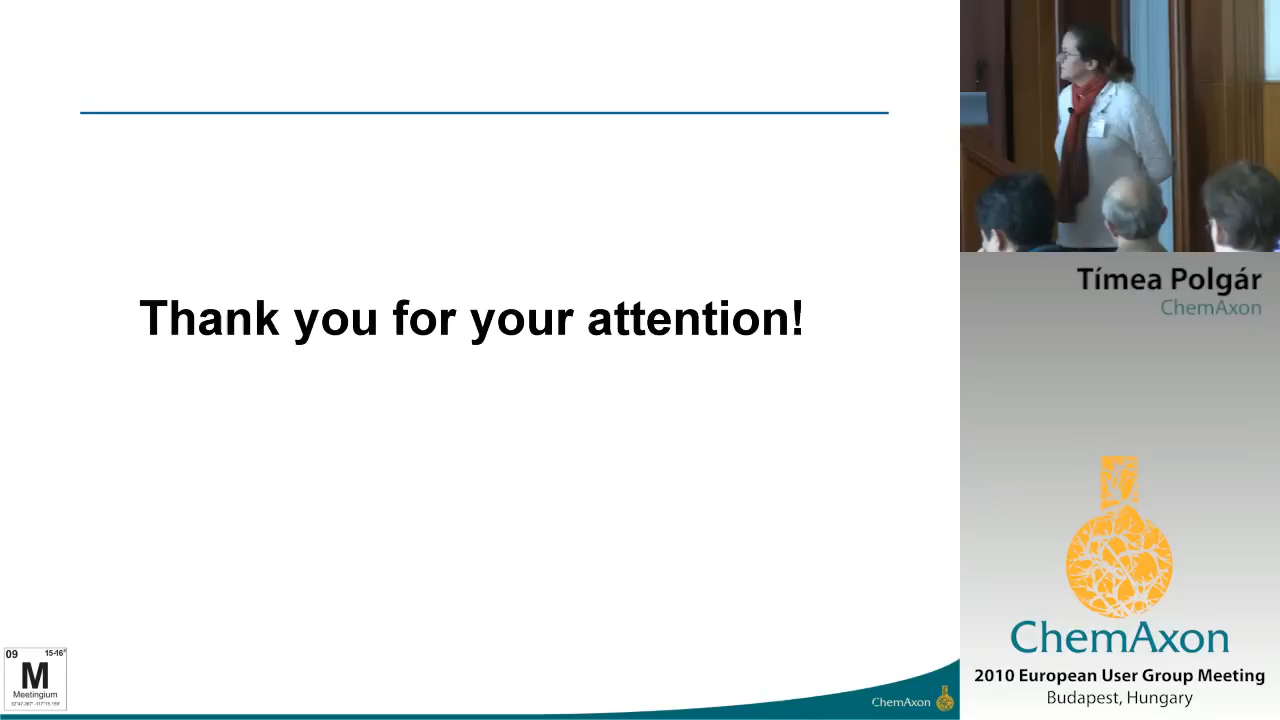 Thank you for your attention!
Tímea Polgár
ChemAxon
ChemAxon
2010 European User Group Meeting
Budapest, Hungary
09 15-16°
M
Meetingium
ChemAxon